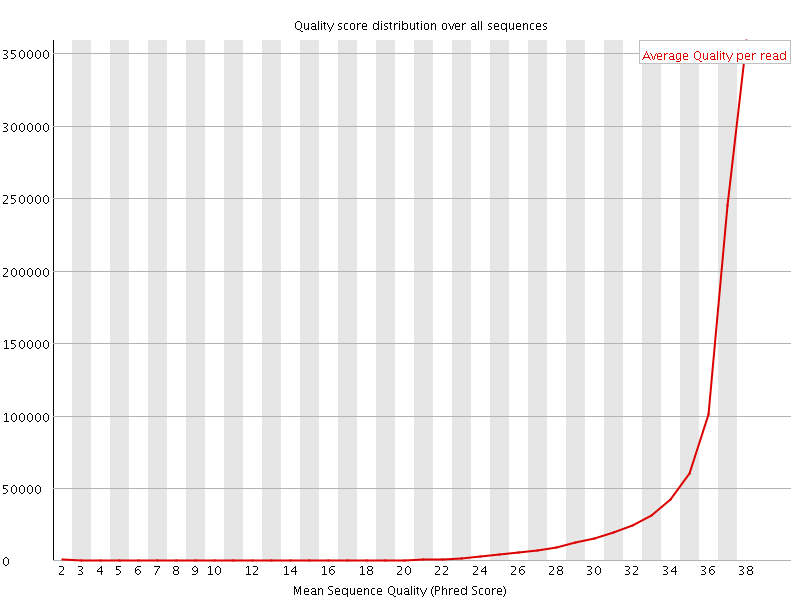 Quality score distribution over all sequences
Average Quality per read
350000
300000
250000
200000
150000
100000
50000
0
2 3 4 5 6 7 8 9 10 12 14 16 18 20 22 24 26 28 30 32 34 36 38
Mean Sequence Quality (Phred Score)